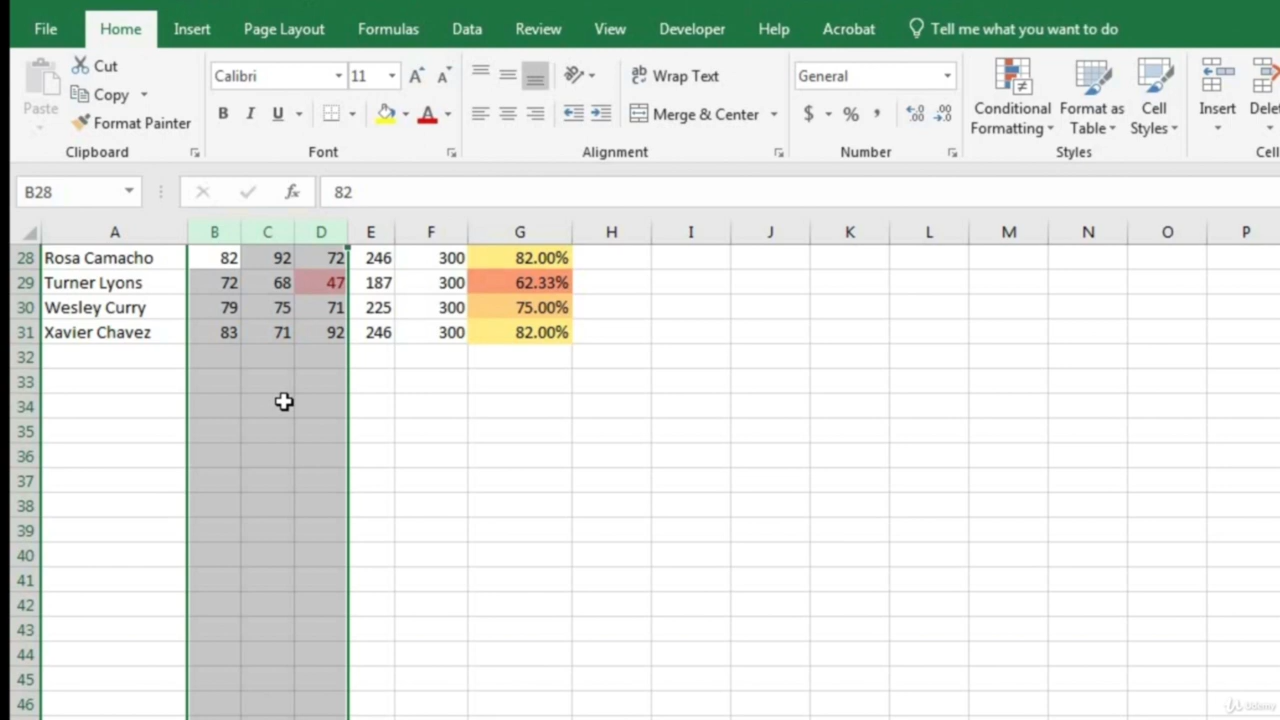 File Home Insert Page Layout Formulas Data Review View Developer Help Acrobat Tell me what you want to do
Paste
Cut
Copy
Format Painter
Clipboard
Calibri 11
B I U
Font
Wrap Text
Merge & Center
Alignment
General
$ % ,
Number
Conditional Formatting
Format as Table
Cell Styles
Styles
Insert
B28 fx 82
A B C D E F G H I J K L M N O P
28 Rosa Camacho 82 92 72 246 300 82.00%
29 Turner Lyons 72 68 47 187 300 62.33%
30 Wesley Curry 79 75 71 225 300 75.00%
31 Xavier Chavez 83 71 92 246 300 82.00%
32
33
34
35
36
37
38
39
40
41
42
43
44
45
46
Udemy